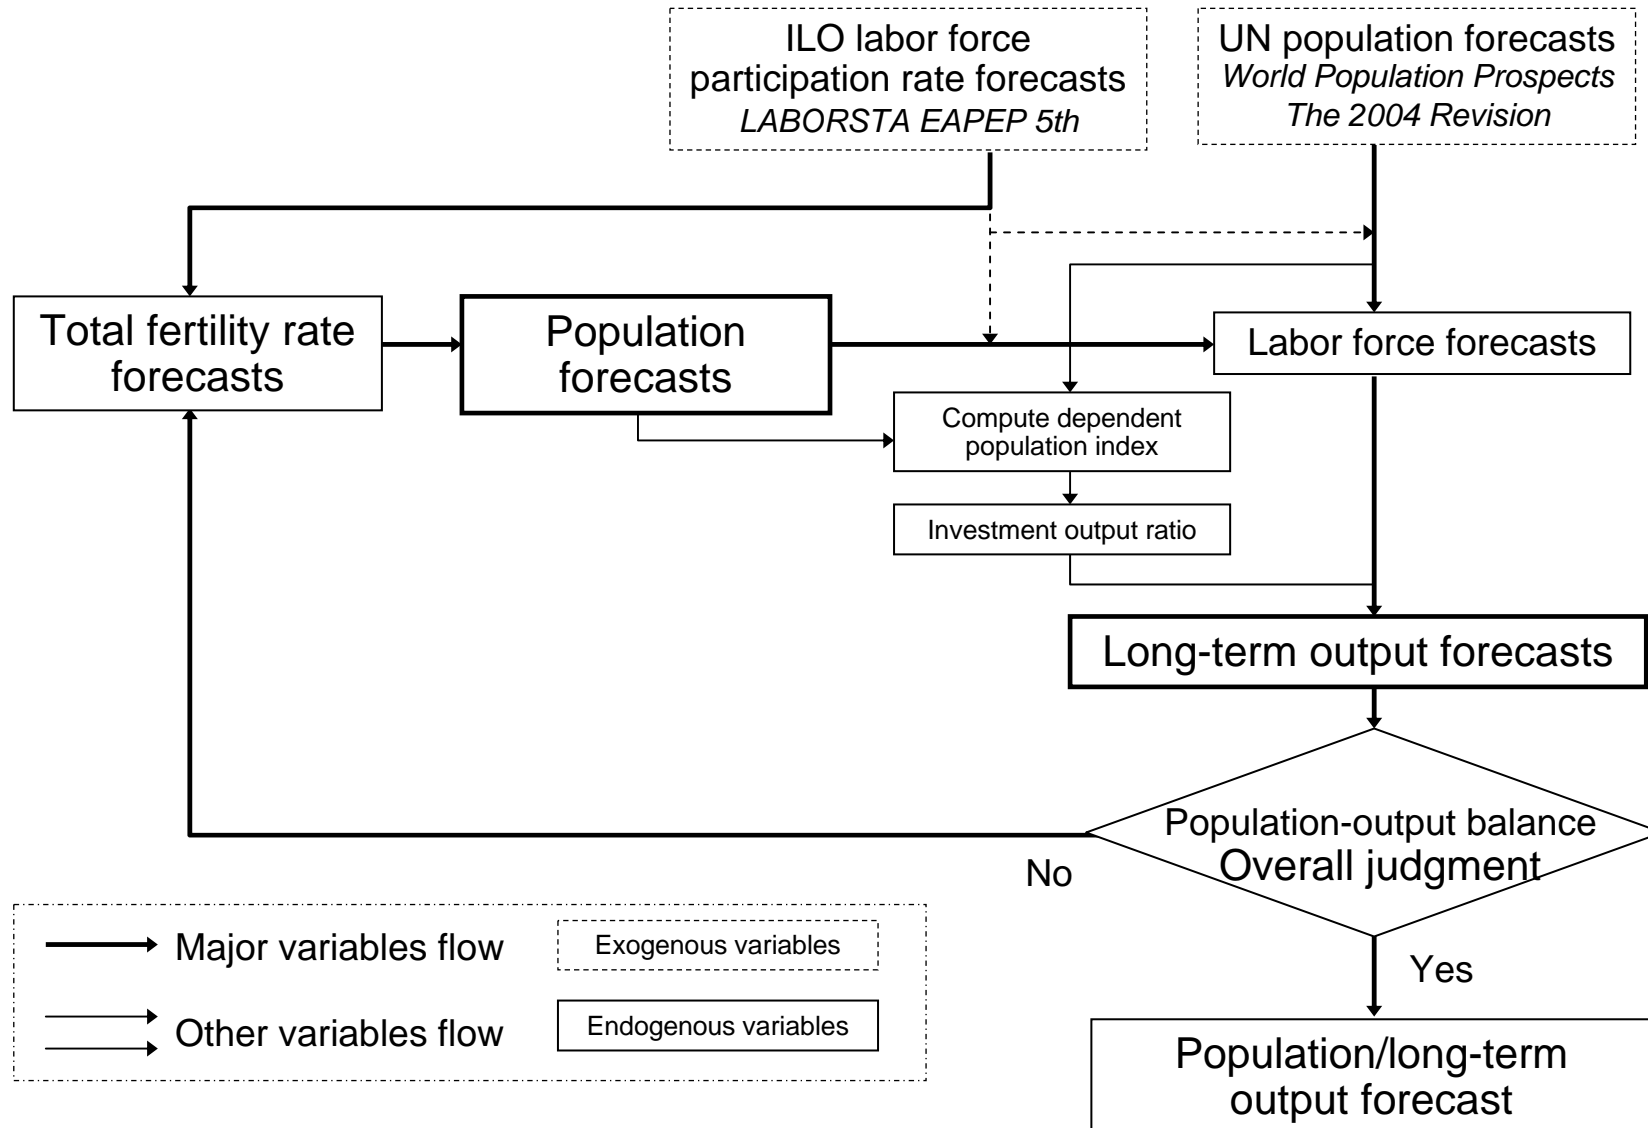 ILO labor force
participation rate forecasts
LABORSTA EAPEP 5th
UN population forecasts
World Population Prospects
The 2004 Revision
Total fertility rate
forecasts
Population
forecasts
Labor force forecasts
Compute dependent
population index
Investment output ratio
Long-term output forecasts
Population-output balance
Overall judgment
No
Yes
Population/long-term
output forecast
Major variables flow
Exogenous variables
Other variables flow
Endogenous variables